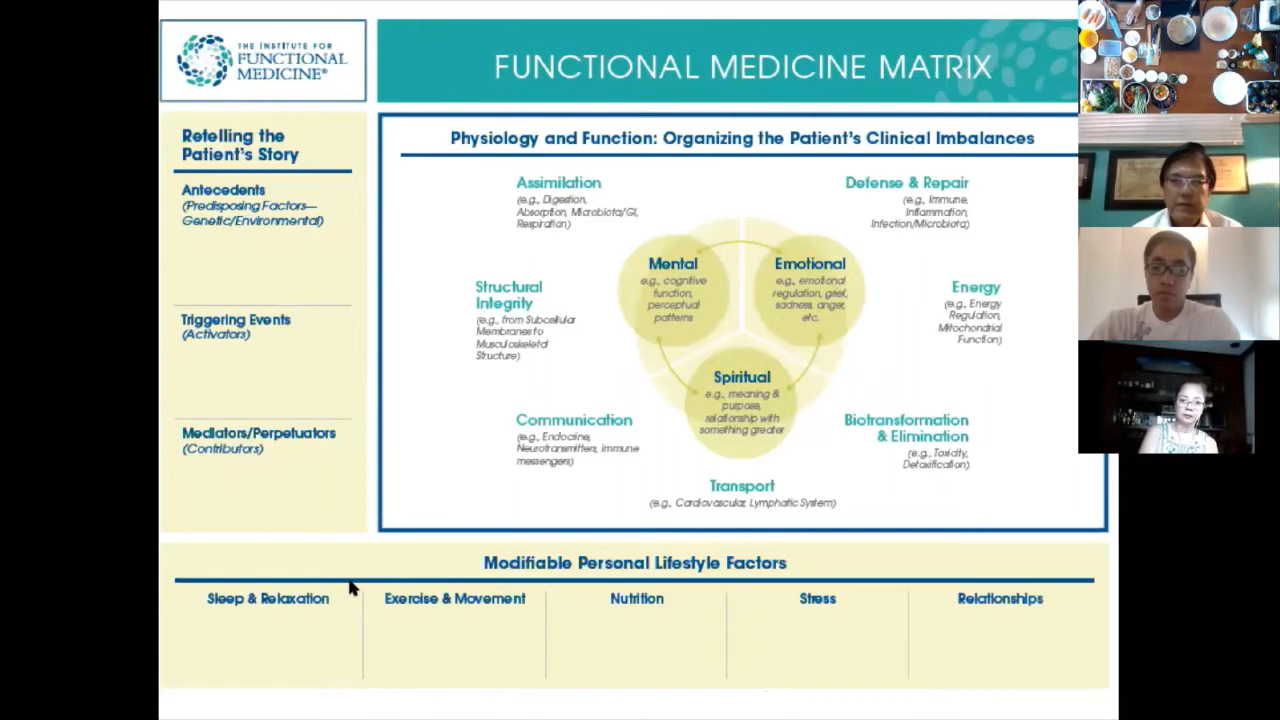 THE INSTITUTE FOR
FUNCTIONAL
MEDICINE®
FUNCTIONAL MEDICINE MATRIX
Retelling the
Patient's Story
Antecedents
(Predisposing Factors—
Genetic/Environmental)
Triggering Events
(Activators)
Mediators/Perpetuators
(Contributors)
Physiology and Function: Organizing the Patient's Clinical Imbalances
Assimilation
(e.g., Digestion,
Absorption, Microbiota/GI,
Respiration)
Defense & Repair
(e.g., Immune,
Inflammation,
Infection/Microbiota)
Structural
Integrity
(e.g., from Subcellular
Membranes to
Musculoskeletal
Structure)
Mental
e.g., cognitive
function,
perceptual
patterns
Emotional
e.g., emotional
regulation, grief,
sadness, anger,
etc.
Energy
(e.g., Energy
Regulation,
Mitochondrial
Function)
Spiritual
e.g., meaning &
purpose,
relationship with
something greater
Communication
(e.g., Endocrine,
Neurotransmitters, Immune
messengers)
Biotransformation
& Elimination
(e.g., Toxicity,
Detoxification)
Transport
(e.g., Cardiovascular, Lymphatic System)
Modifiable Personal Lifestyle Factors
Sleep & Relaxation
Exercise & Movement
Nutrition
Stress
Relationships